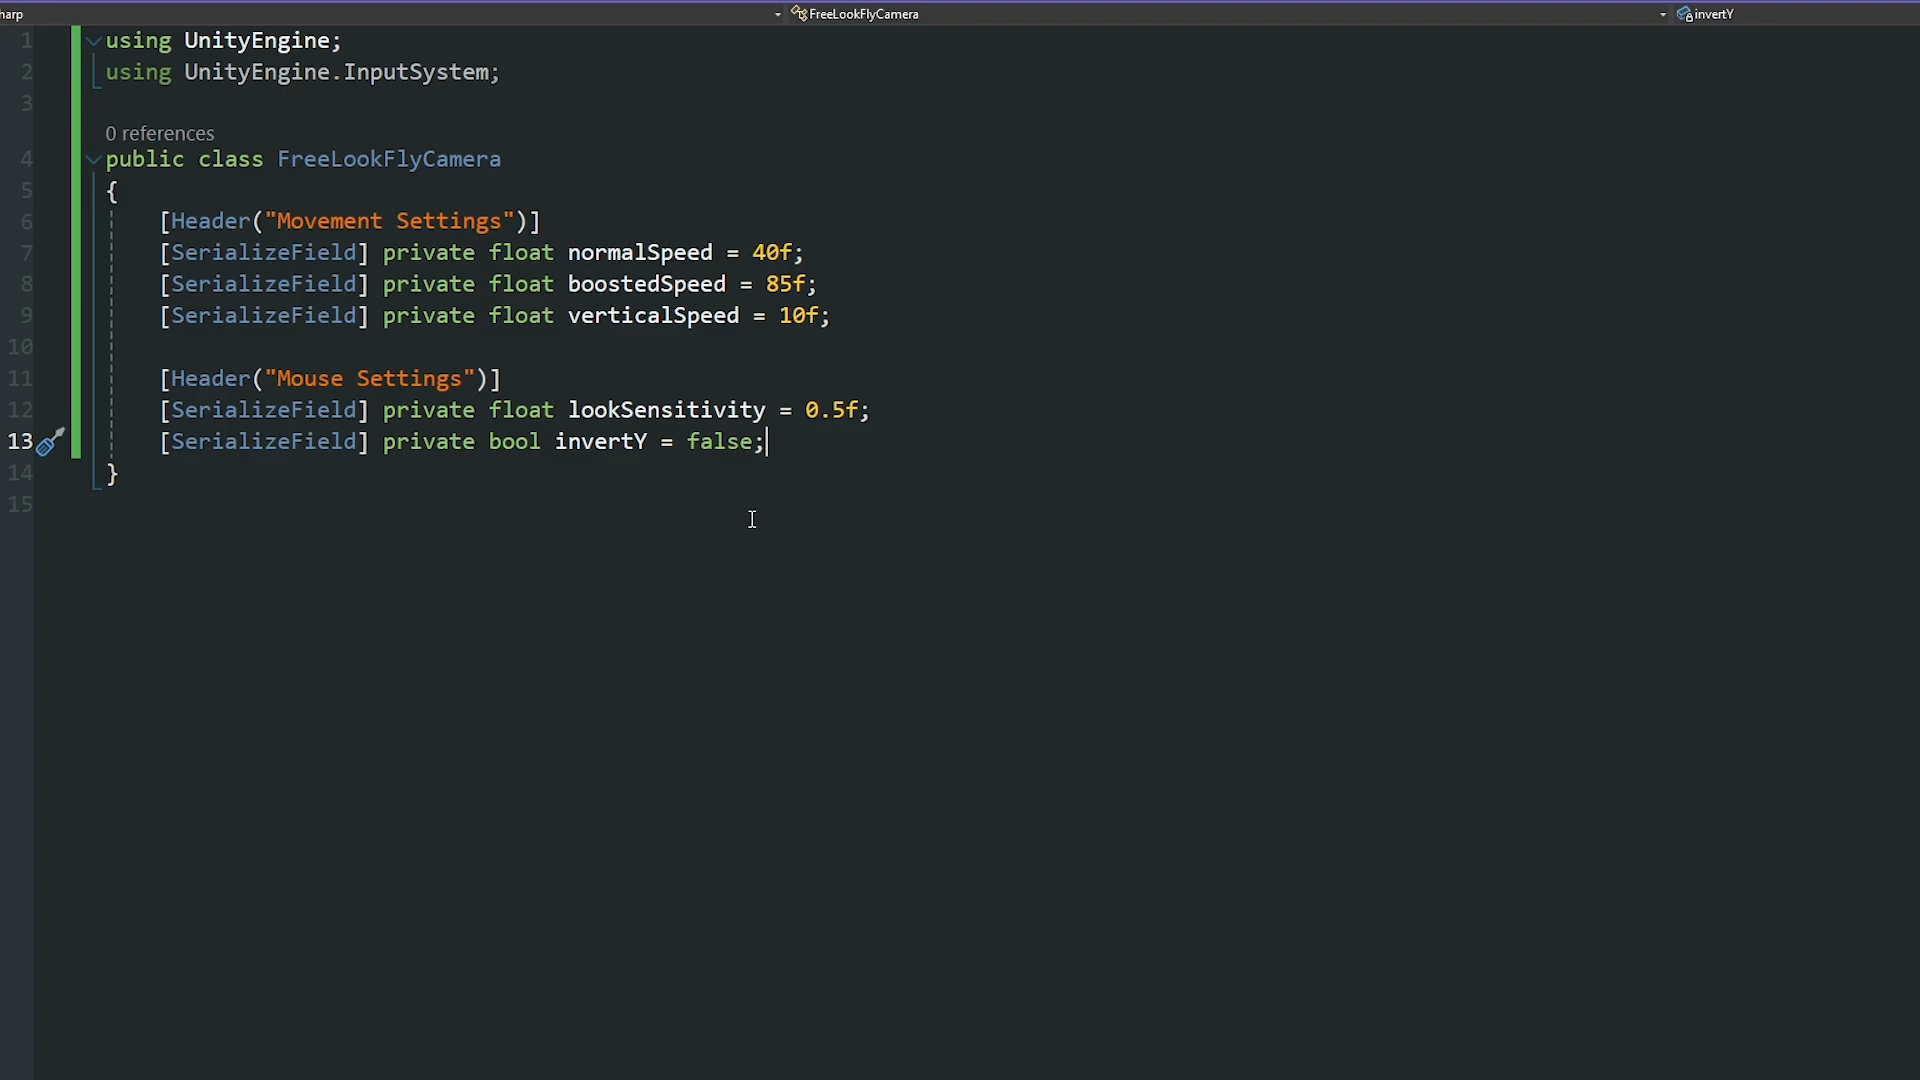 harp FreeLookFlyCamera invertY
1 using UnityEngine;
2 using UnityEngine.InputSystem;
3
0 references
4 public class FreeLookFlyCamera
5 {
6 [Header("Movement Settings")]
7 [SerializeField] private float normalSpeed = 40f;
8 [SerializeField] private float boostedSpeed = 85f;
9 [SerializeField] private float verticalSpeed = 10f;
10
11 [Header("Mouse Settings")]
12 [SerializeField] private float lookSensitivity = 0.5f;
13 [SerializeField] private bool invertY = false;
14 }
15